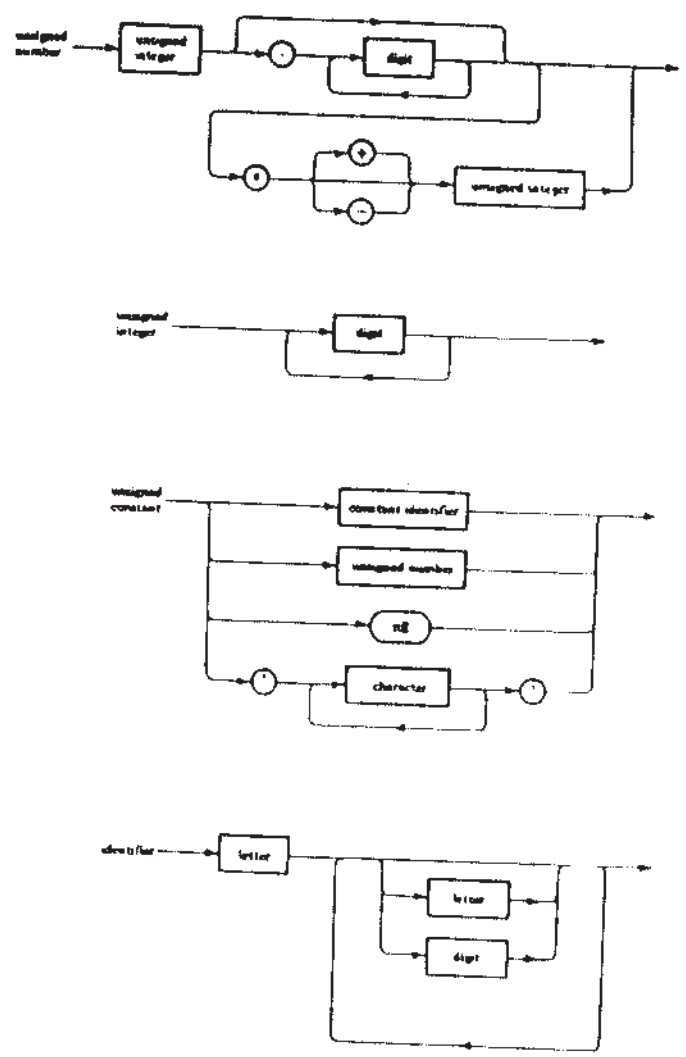 unsigned
number
unsigned
integer
.
digit
+
unsigned integer
-
unsigned
integer
digit
unsigned
constant
constant identifier
unsigned number
nil
'
character
'
identifier
letter
letter
digit